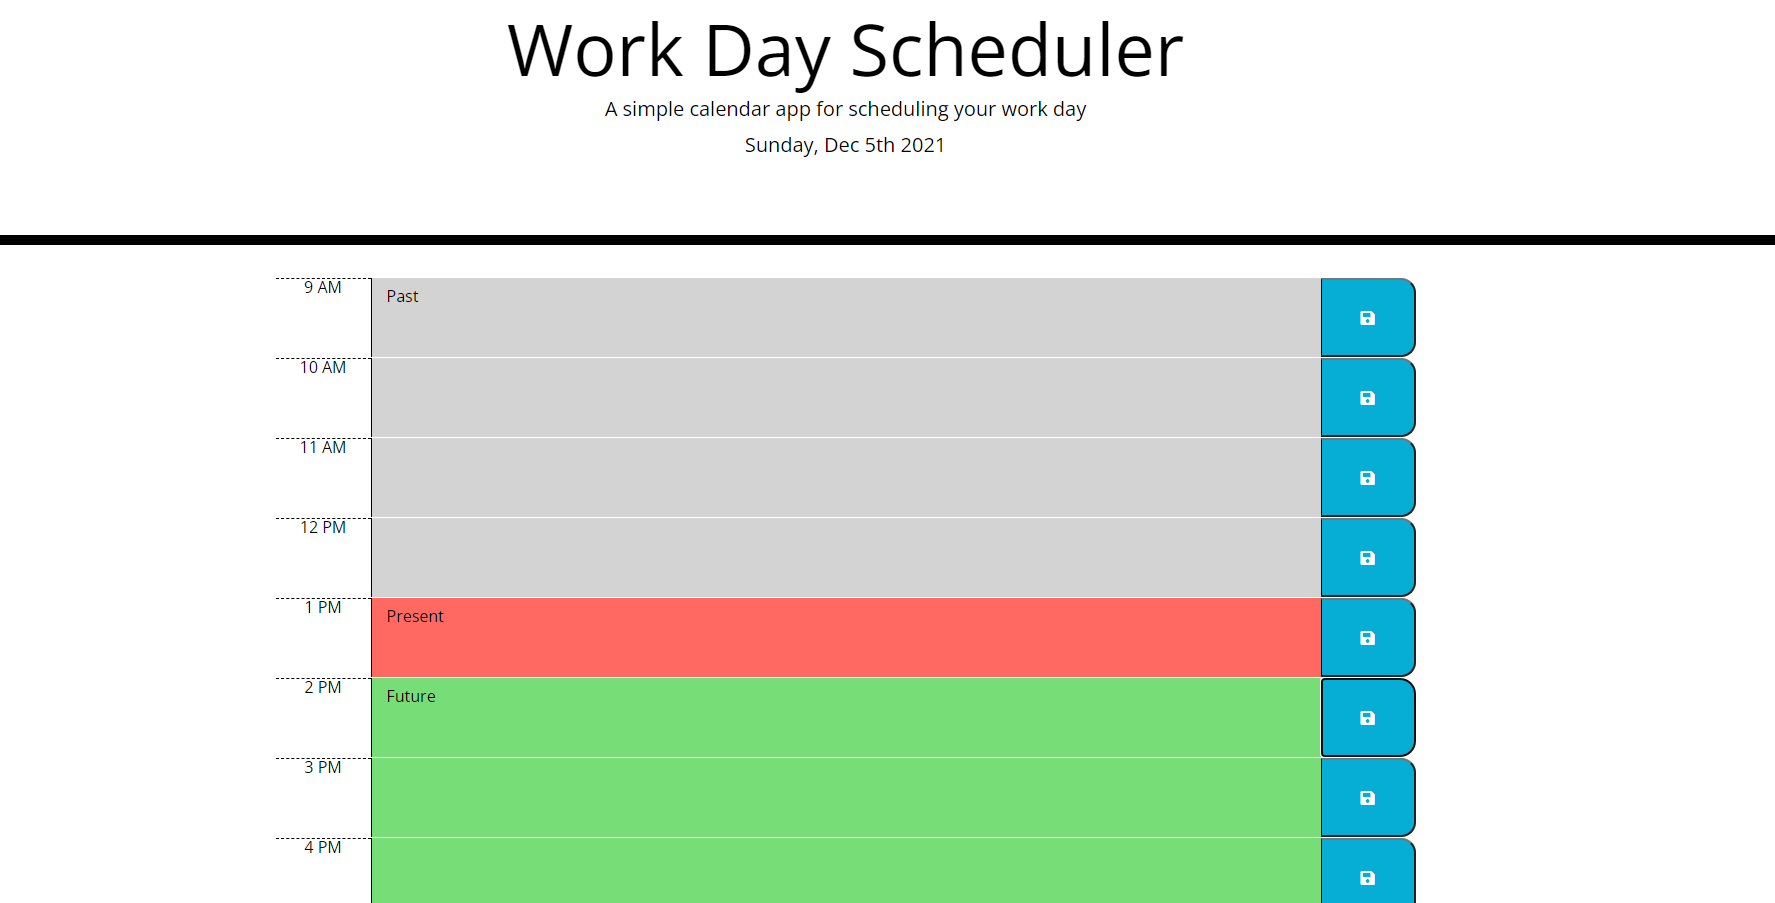 Work Day Scheduler
A simple calendar app for scheduling your work day
Sunday, Dec 5th 2021
9 AM
Past
10 AM
11 AM
12 PM
1 PM
Present
2 PM
Future
3 PM
4 PM